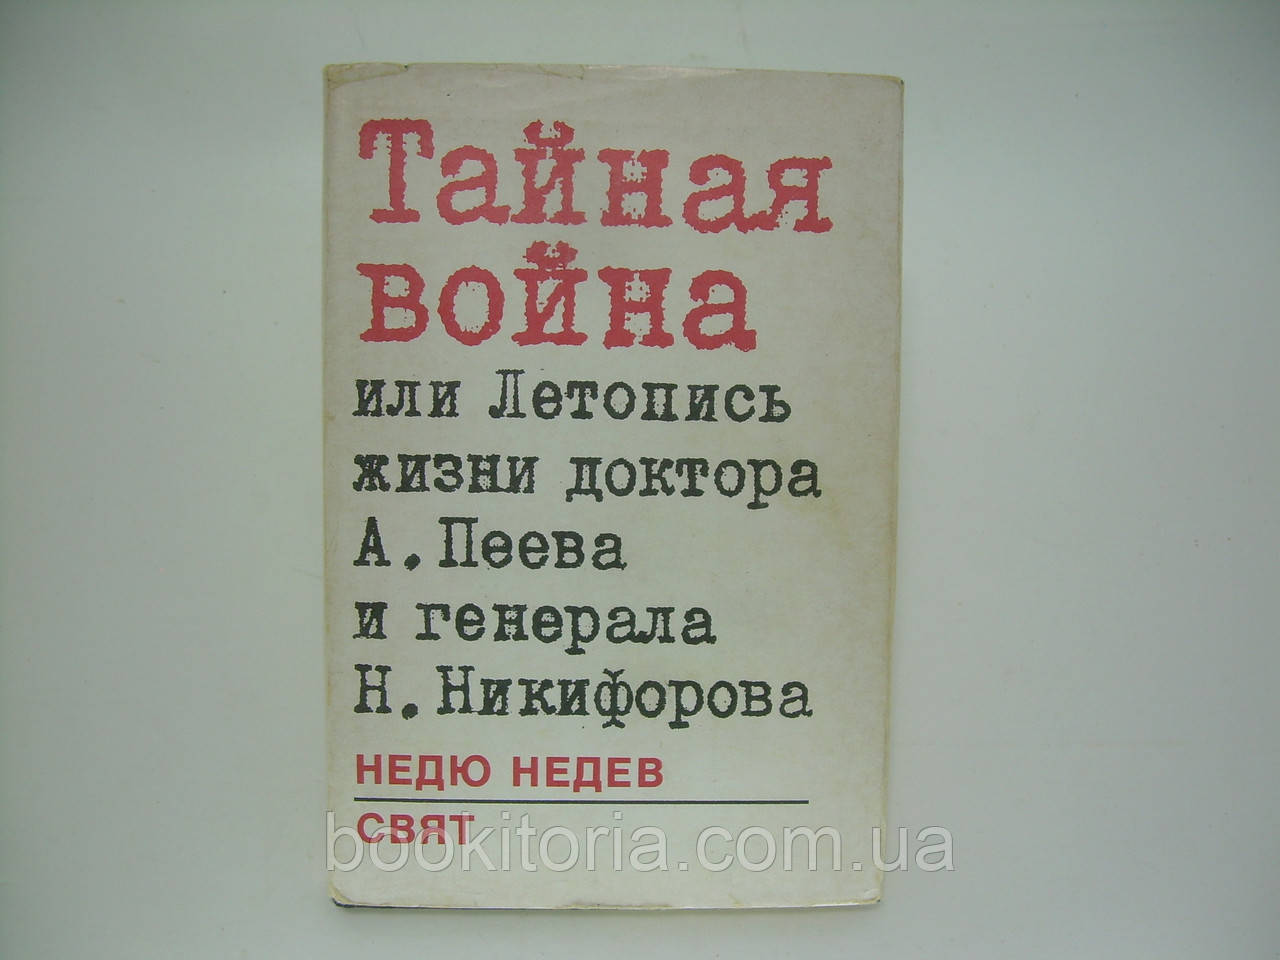 Тайная
война
или Летопись
жизни доктора
А. Пеева
и генерала
Н. Никифорова
НЕДЮ НЕДЕВ
СВЯТ
bookitoria.com.ua